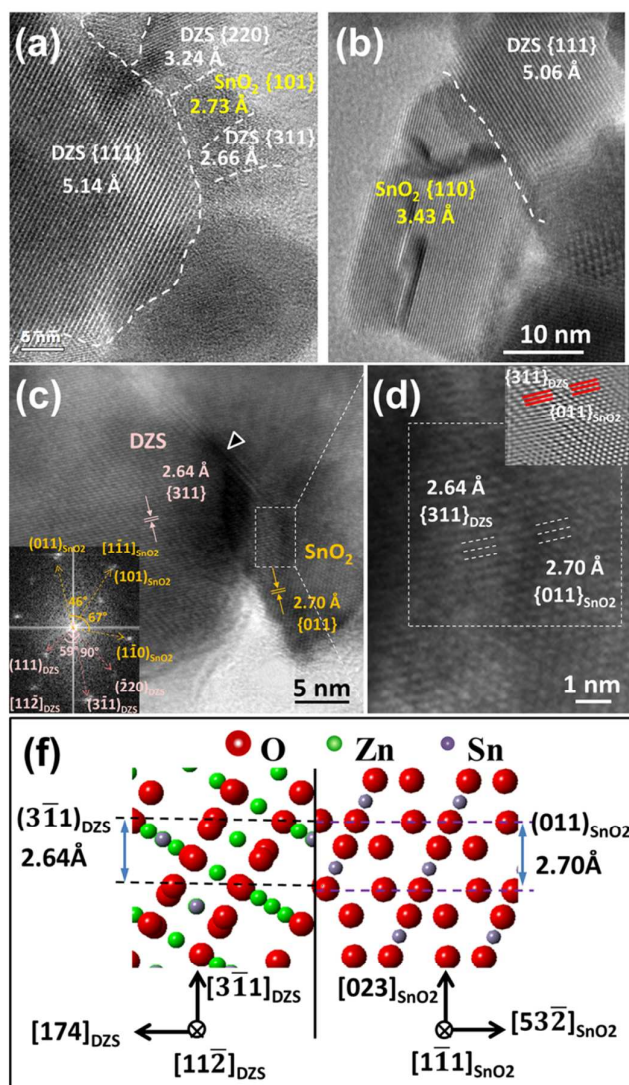 (a)
DZS {220}
3.24 Å
SnO₂ {101}
2.73 Å
DZS {311}
2.66 Å
DZS {111}
5.14 Å
5 nm
(b)
DZS {111}
5.06 Å
SnO₂ {110}
3.43 Å
10 nm
(c)
DZS
2.64 Å
{311}
SnO₂
2.70 Å
{011}
(011)SnO2
[11̄1]SnO2
(101)SnO2
46°
67°
(11̄0)SnO2
59°
90°
(111)DZS
(2̄20)DZS
[112̄]DZS
(31̄1)DZS
5 nm
(d)
{311}DZS
{011}SnO2
2.64 Å
{311}DZS
2.70 Å
{011}SnO2
1 nm
(f)
O Zn Sn
(31̄1)DZS
2.64Å
(011)SnO2
2.70Å
[31̄1]DZS
[023]SnO2
[174]DZS
[532̄]SnO2
[112̄]DZS
[11̄1]SnO2